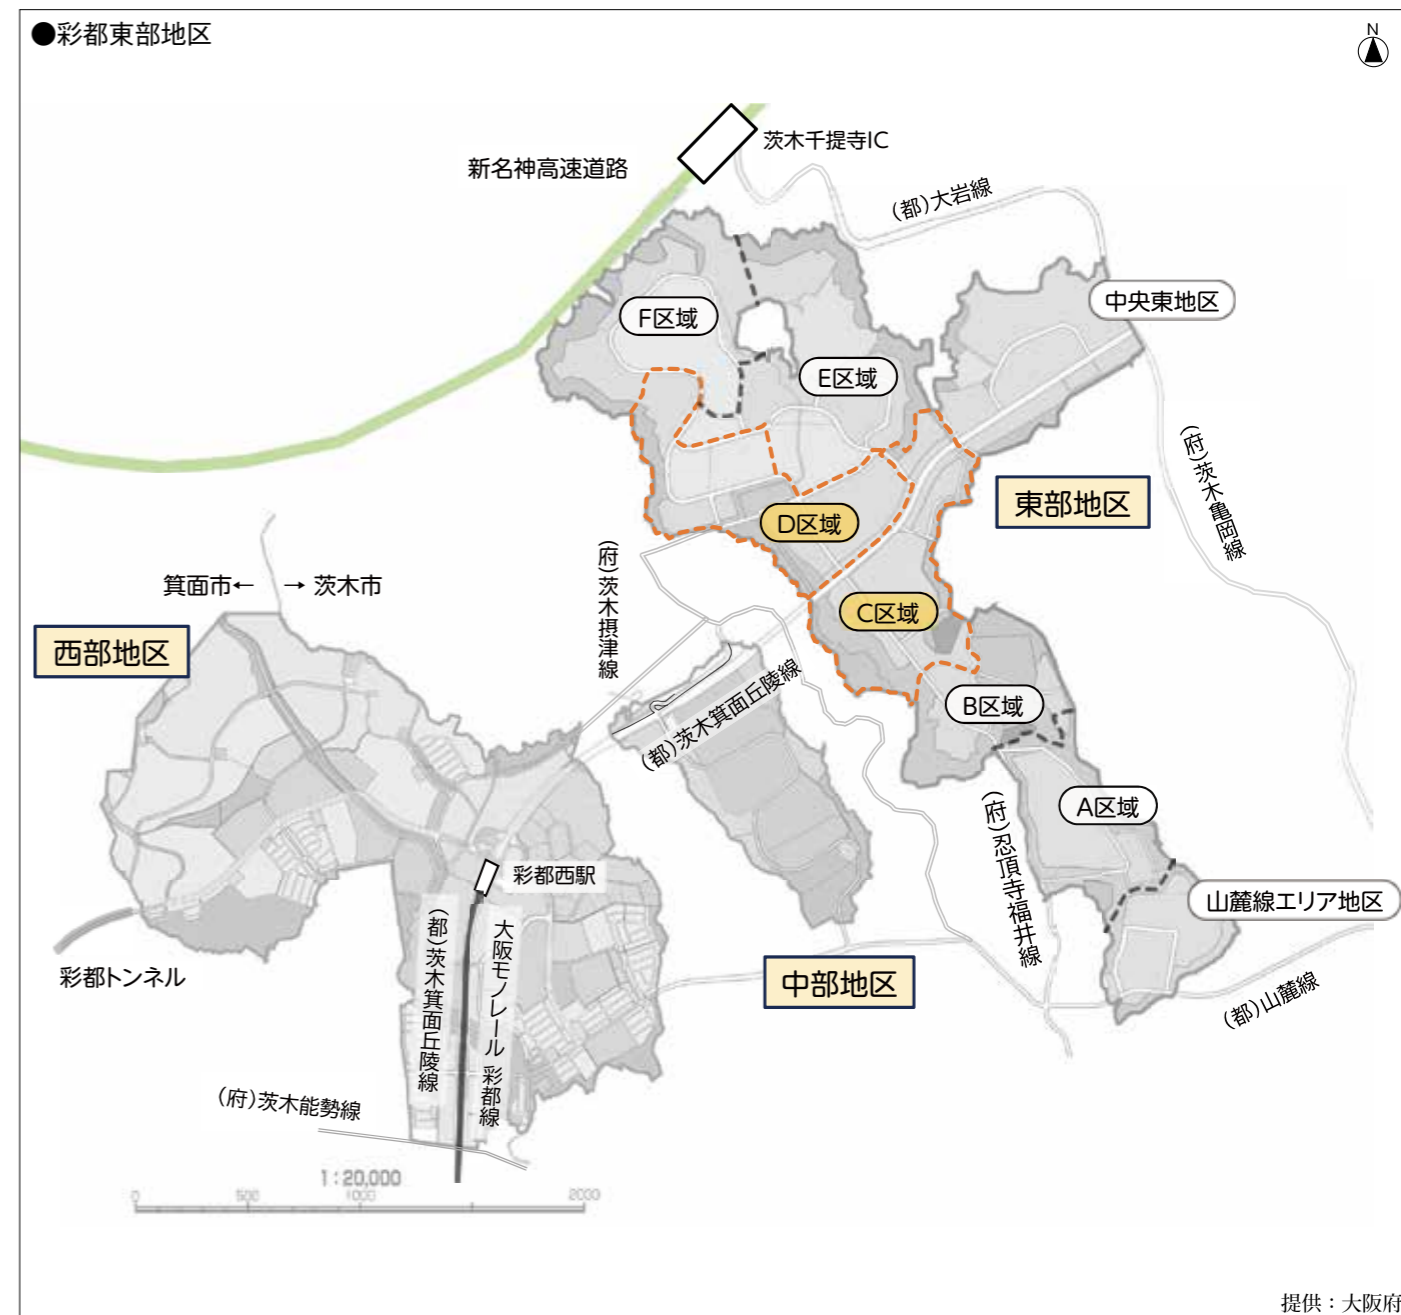 ●彩都東部地区
N
茨木千提寺IC
新名神高速道路
(都)大岩線
中央東地区
F区域
E区域
(府)茨木亀岡線
東部地区
D区域
(府)茨木摂津線
箕面市← → 茨木市
C区域
西部地区
(都)茨木箕面丘陵線
B区域
A区域
(府)忍頂寺福井線
彩都西駅
山麓線エリア地区
(都)茨木箕面丘陵線
大阪モノレール 彩都線
彩都トンネル
中部地区
(都)山麓線
(府)茨木能勢線
1:20,000
0 500 1000 2000
提供：大阪府